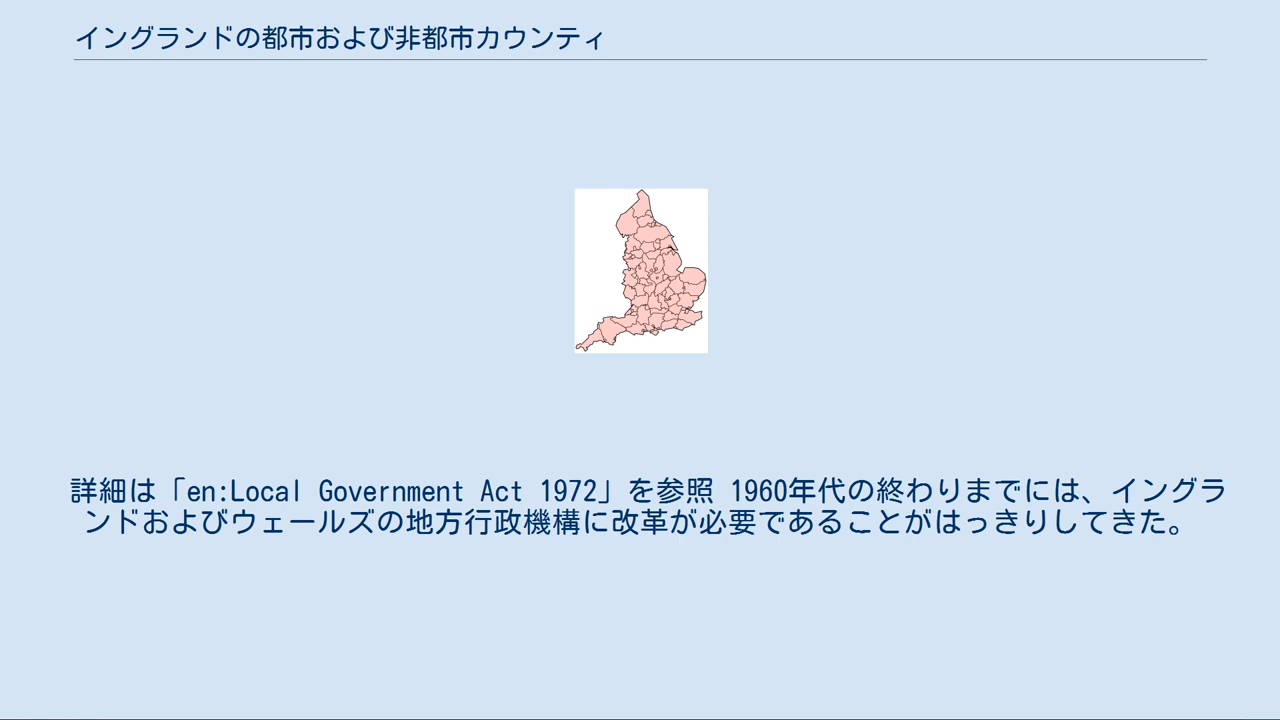 イングランドの都市および非都市カウンティ
詳細は「en:Local Government Act 1972」を参照 1960年代の終わりまでには、イングラ
ンドおよびウェールズの地方行政機構に改革が必要であることがはっきりしてきた。